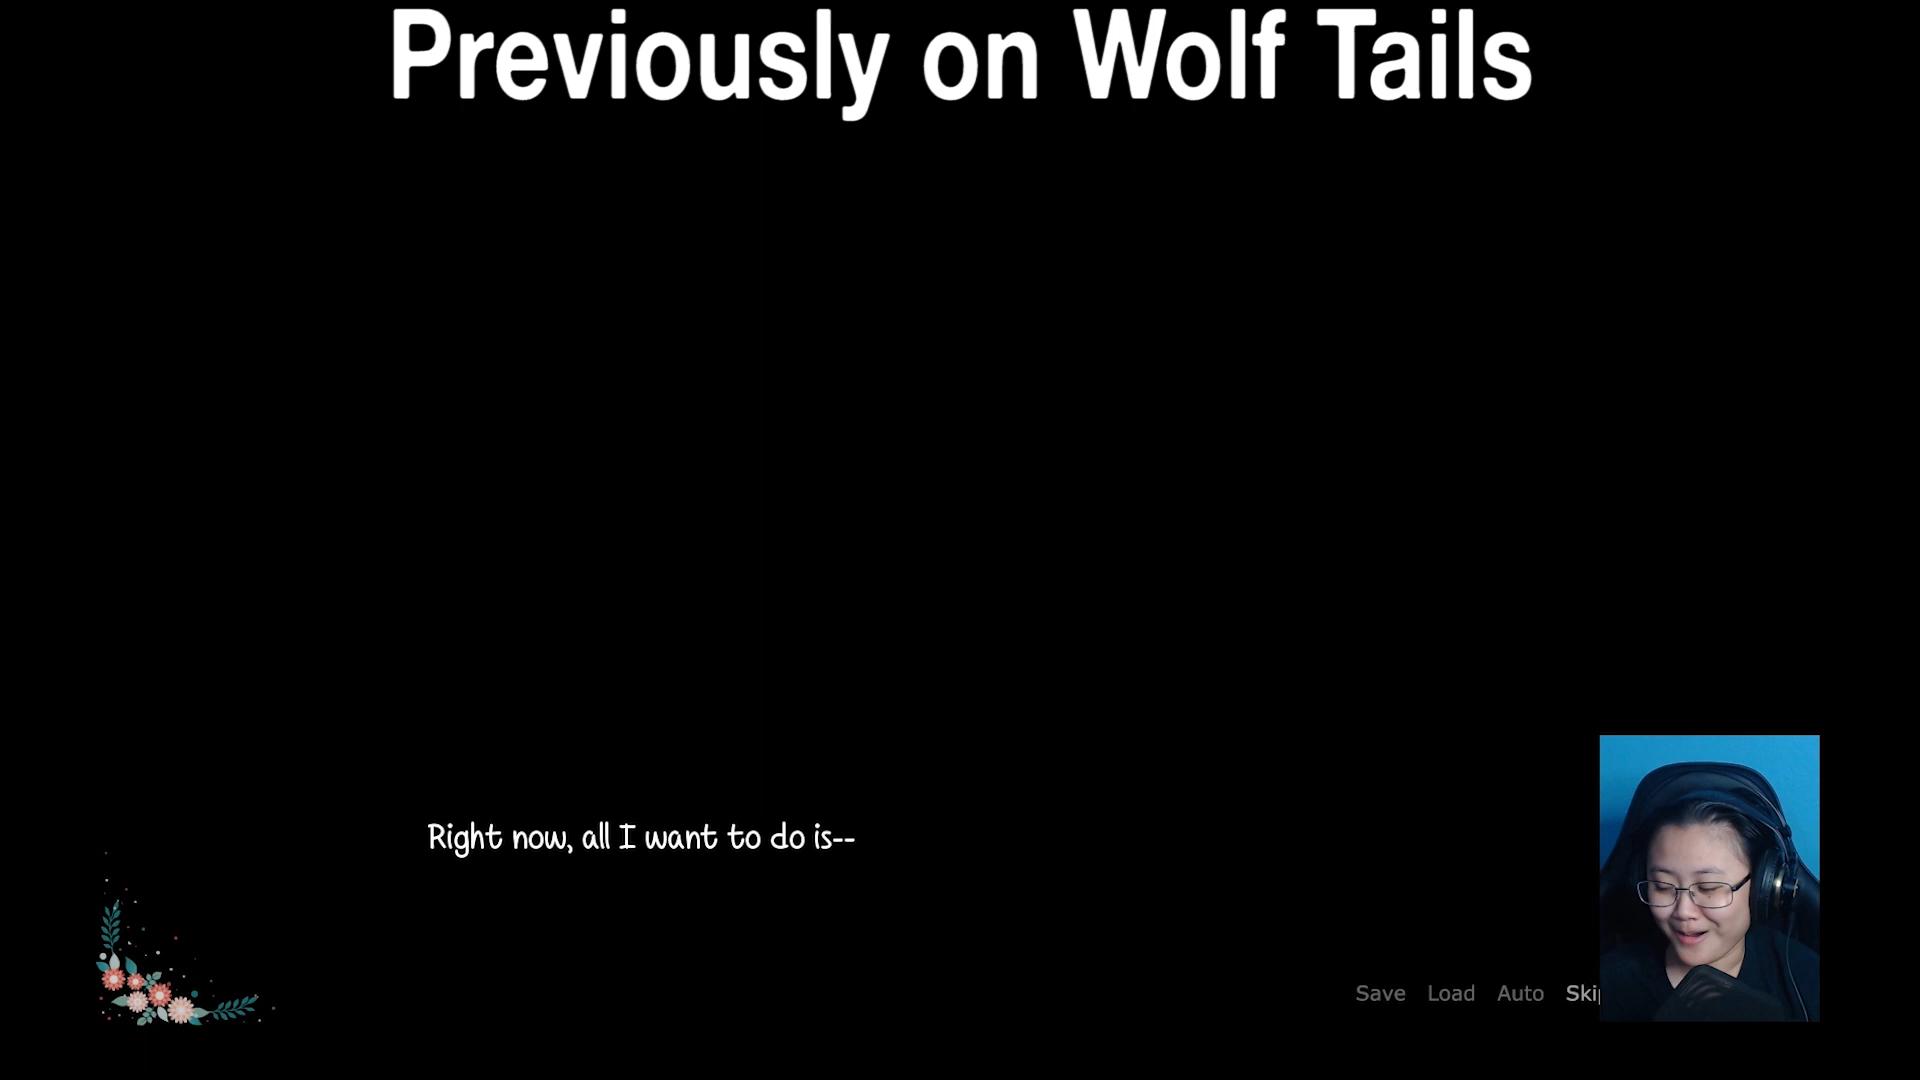 Previously on Wolf Tails
Right now, all I want to do is--
Save Load Auto